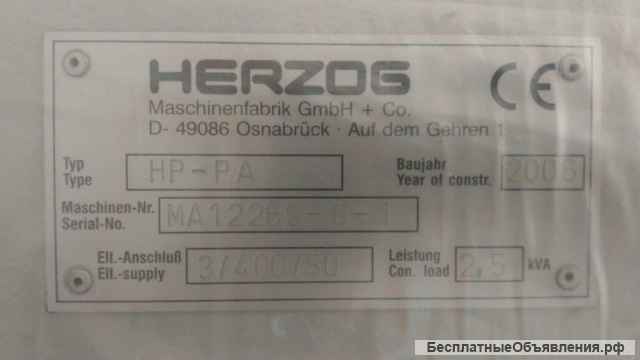 HERZOG CE
Maschinenfabrik GmbH + Co.
D- 49086 Osnabrück · Auf dem Gehren 1
Typ HP-PA Baujahr
Type Year of constr.
Maschinen-Nr.
Serial-No.
Elt.-Anschluß 3/400/50 Leistung 2,5 kVA
Elt.-supply Con. load
БесплатныеОбъявления.рф